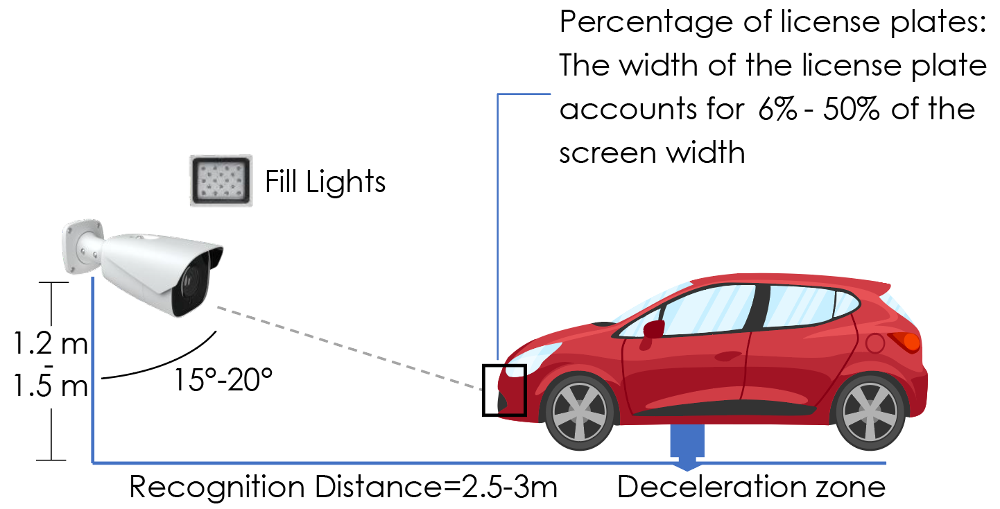 Percentage of license plates:
The width of the license plate
accounts for 6% - 50% of the
screen width
Fill Lights
1.2 m
-
1.5 m
15°-20°
Recognition Distance=2.5-3m
Deceleration zone